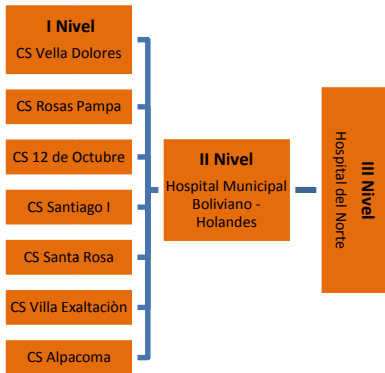 I Nivel
CS Vella Dolores
CS Rosas Pampa
CS 12 de Octubre
CS Santiago I
CS Santa Rosa
CS Villa Exaltaciòn
CS Alpacoma
II Nivel
Hospital Municipal
Boliviano -
Holandes
III Nivel
Hospital del Norte